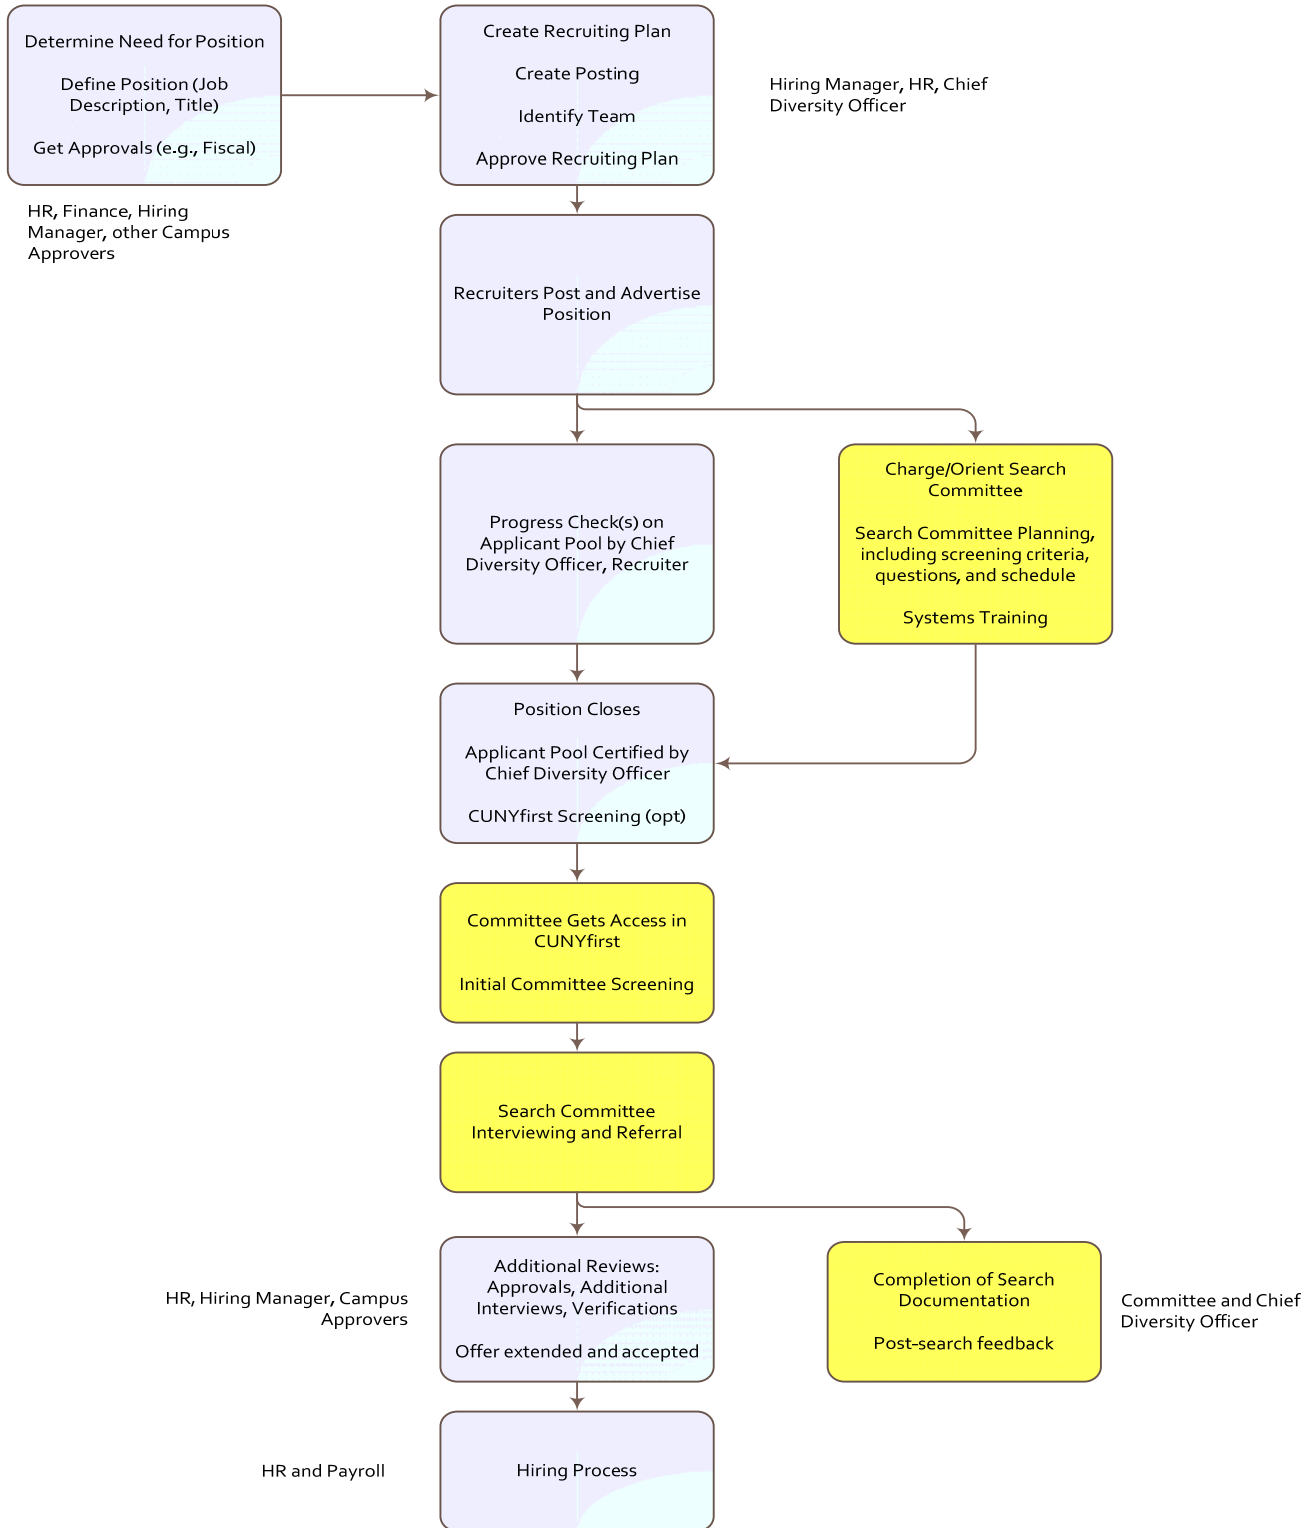 Determine Need for Position
Define Position (Job
Description, Title)
Get Approvals (e.g., Fiscal)
HR, Finance, Hiring
Manager, other Campus
Approvers
Create Recruiting Plan
Create Posting
Identify Team
Approve Recruiting Plan
Hiring Manager, HR, Chief
Diversity Officer
Recruiters Post and Advertise
Position
Progress Check(s) on
Applicant Pool by Chief
Diversity Officer, Recruiter
Charge/Orient Search
Committee
Search Committee Planning,
including screening criteria,
questions, and schedule
Systems Training
Position Closes
Applicant Pool Certified by
Chief Diversity Officer
CUNYfirst Screening (opt)
Committee Gets Access in
CUNYfirst
Initial Committee Screening
Search Committee
Interviewing and Referral
HR, Hiring Manager, Campus
Approvers
Additional Reviews:
Approvals, Additional
Interviews, Verifications
Offer extended and accepted
Completion of Search
Documentation
Post-search feedback
Committee and Chief
Diversity Officer
HR and Payroll
Hiring Process